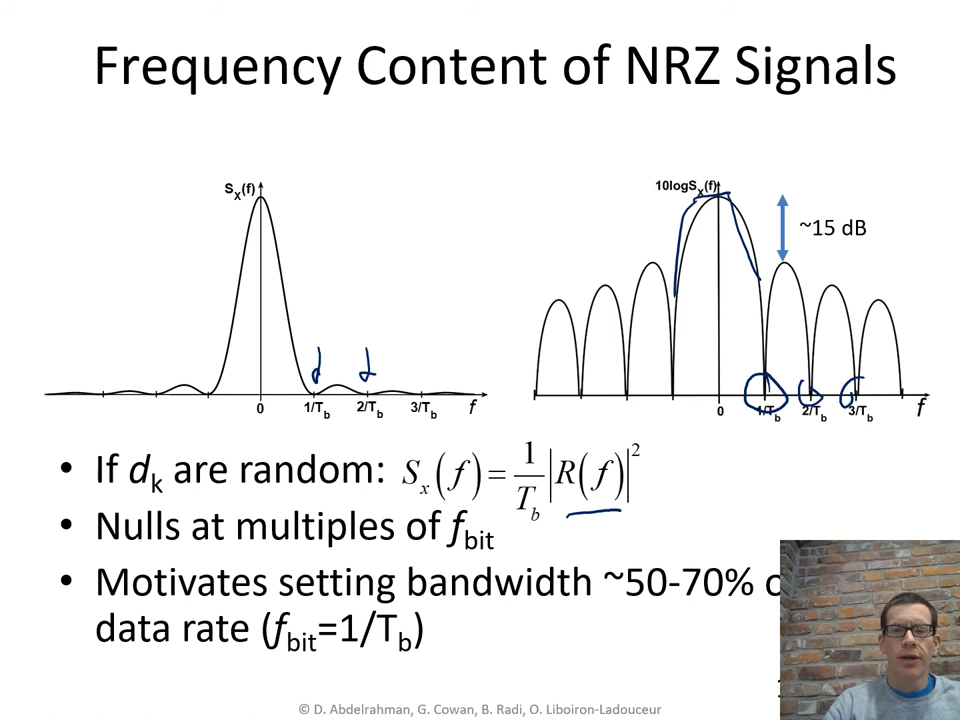 Frequency Content of NRZ Signals
Sx(f)
0
1/Tb
2/Tb
3/Tb
f
10logSx(f)
~15 dB
0
1/Tb
2/Tb
3/Tb
f
• If dk are random: Sx(f) = 1/Tb |R(f)|²
• Nulls at multiples of fbit
• Motivates setting bandwidth ~50-70%
data rate (fbit=1/Tb)
© D. Abdelrahman, G. Cowan, B. Radi, O. Liboiron-Ladouceur